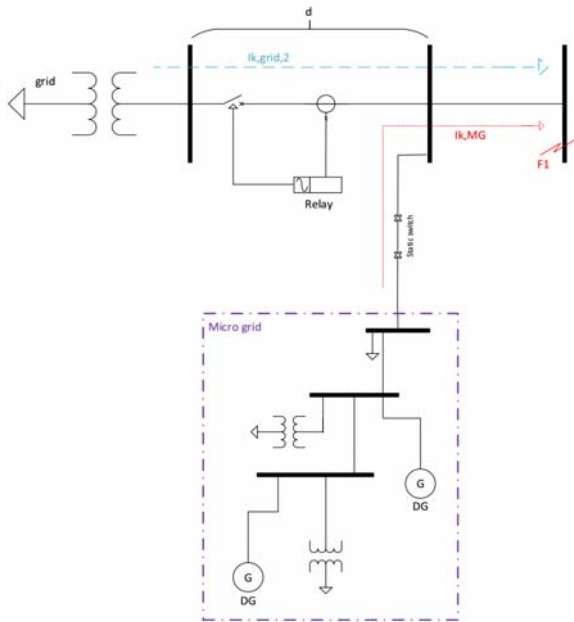 d
Ik,grid,2
grid
Ik,MG
F1
Relay
Static switch
Micro grid
G
DG
G
DG